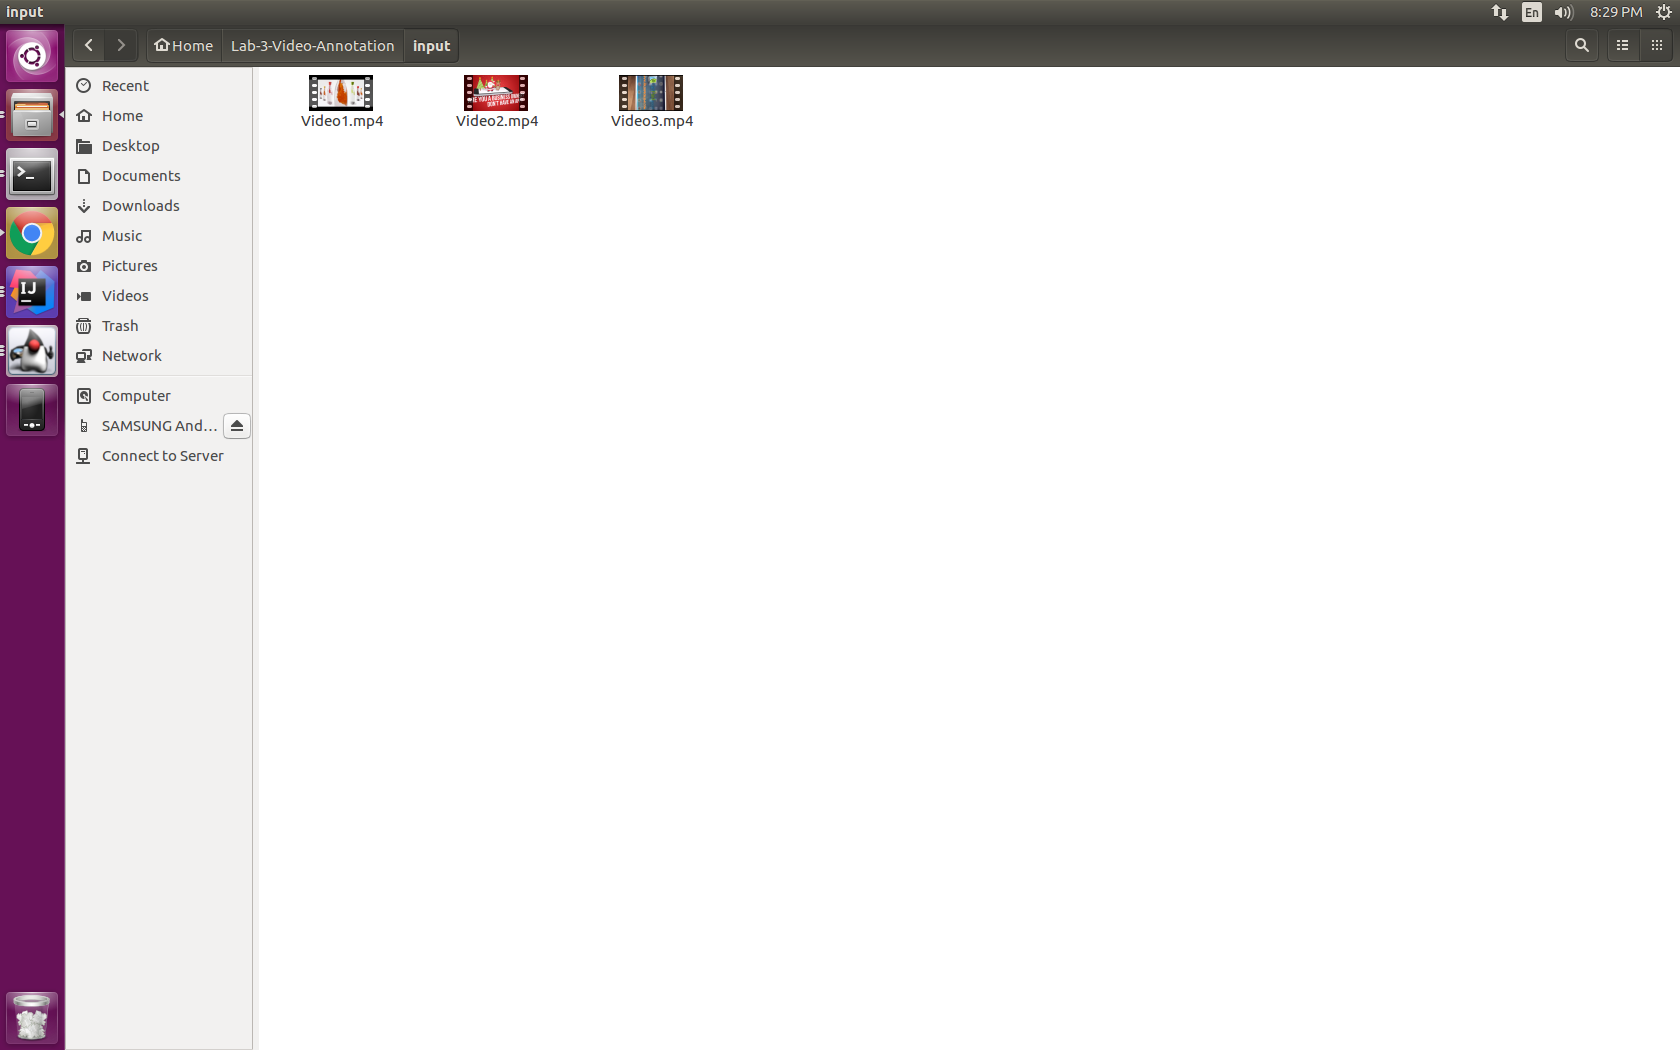 input
En
8:29 PM
Home
Lab-3-Video-Annotation
input
Recent
Home
Desktop
Documents
Downloads
Music
Pictures
Videos
Trash
Network
Computer
SAMSUNG And...
Connect to Server
IJ
Video1.mp4
Video2.mp4
Video3.mp4